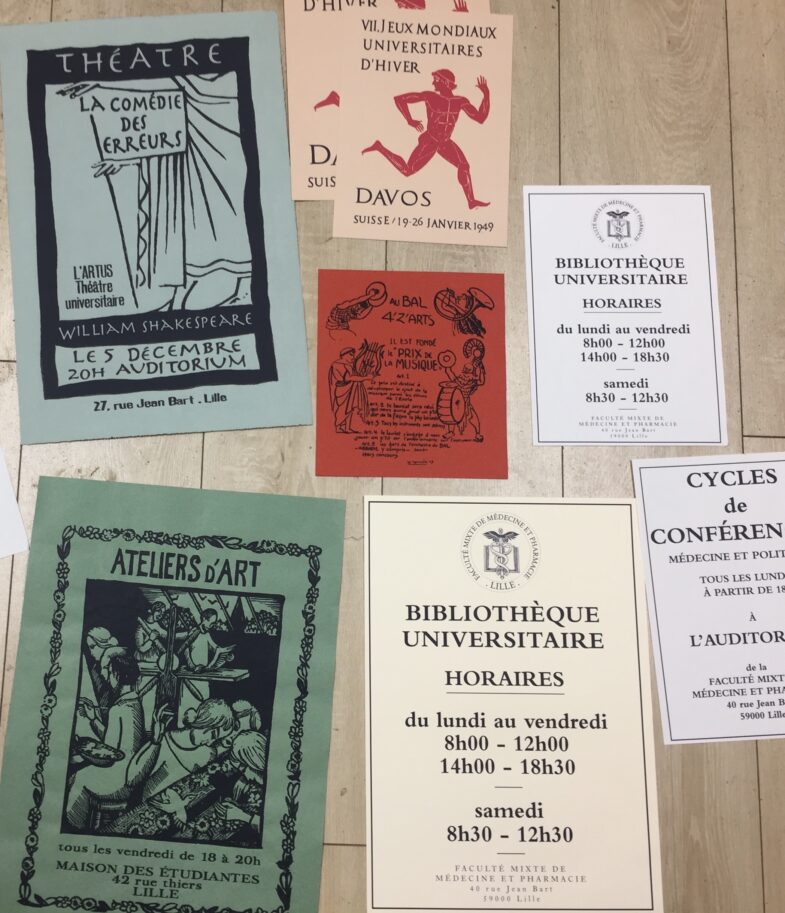 THÉATRE
LA COMÉDIE
DES
ERREURS
L'ARTUS
Théâtre
universitaire
WILLIAM SHAKESPEARE
LE 5 DÉCEMBRE
20H AUDITORIUM
27, rue Jean Bart . Lille
D'HIVER
SUIS
VII. JEUX MONDIAUX
UNIVERSITAIRES
D'HIVER
DAVOS
SUISSE / 19-26 JANVIER 1949
AU BAL
4'Z'ARTS
IL EST FONDÉ
le PRIX DE
LA MUSIQUE
Art. 1
FACULTÉ MIXTE DE MÉDECINE ET PHARMACIE
· LILLE ·
BIBLIOTHÈQUE
UNIVERSITAIRE
HORAIRES
du lundi au vendredi
8h00 - 12h00
14h00 - 18h30
samedi
8h30 - 12h30
FACULTÉ MIXTE DE
MÉDECINE ET PHARMACIE
40 rue Jean Bart
59000 Lille
ATELIERS D'ART
tous les vendredi de 18 à 20h
MAISON DES ÉTUDIANTES
42 rue thiers
LILLE
FACULTÉ MIXTE DE MÉDECINE ET PHARMACIE
· LILLE ·
BIBLIOTHÈQUE
UNIVERSITAIRE
HORAIRES
du lundi au vendredi
8h00 - 12h00
14h00 - 18h30
samedi
8h30 - 12h30
FACULTÉ MIXTE DE
MÉDECINE ET PHARMACIE
40 rue Jean Bart
59000 Lille
CYCLES
de
CONFÉREN
MÉDECINE ET POLIT
TOUS LES LUND
À PARTIR DE 18
À
L'AUDITOR
de la
FACULTÉ MIXT
MÉDECINE ET PHA
40 rue Jean B
59000 Lille